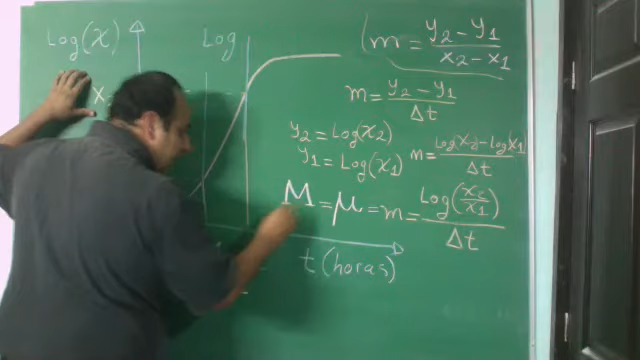 Log(x)
Log
x
m = y2 - y1 / x2 - x1
m = y2 - y1 / Δt
y2 = Log(x2)
y1 = Log(x1)
m = Log x2 - Log x1 / Δt
M = μ = m = Log(x2/x1) / Δt
t (horas)